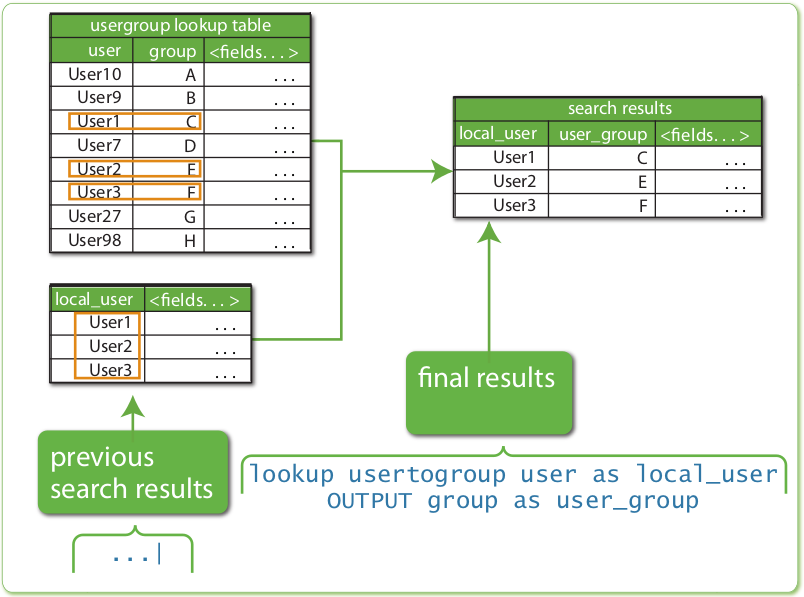 usergroup lookup table
user group <fields...>
User10 A ...
User9 B ...
User1 C ...
User7 D ...
User2 E ...
User3 F ...
User27 G ...
User98 H ...
search results
local_user user_group <fields...>
User1 C ...
User2 E ...
User3 F ...
local_user <fields...>
User1 ...
User2 ...
User3 ...
final results
previous
search results
lookup usertogroup user as local_user
OUTPUT group as user_group
...|